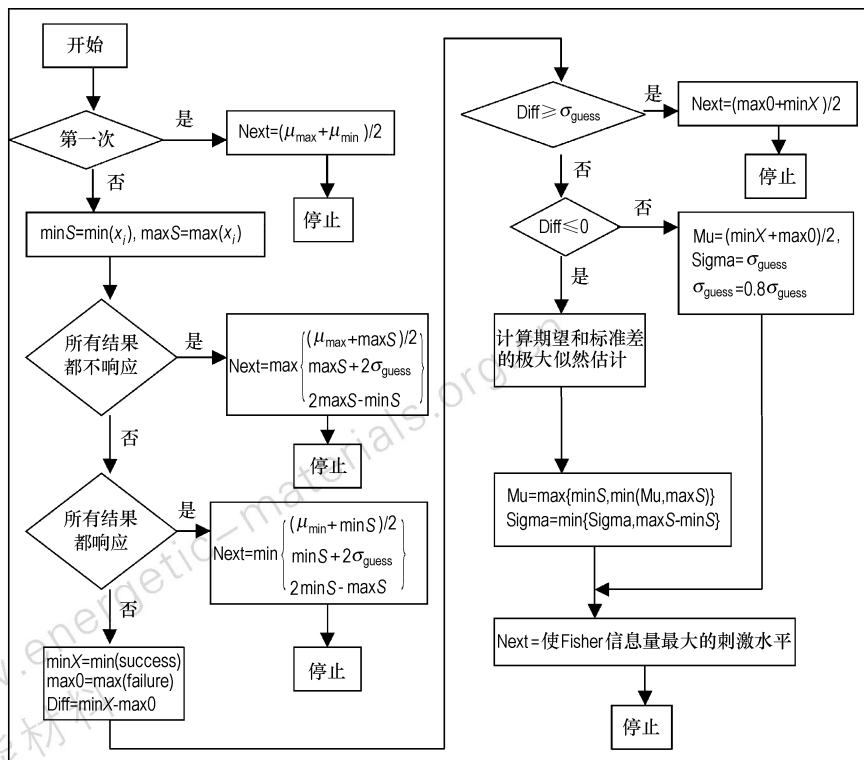 开始
第一次
是
Next=(μmax+μmin)/2
停止
否
minS=min(xi), maxS=max(xi)
所有结果
都不响应
是
Next=max{
(μmax+maxS)/2
maxS+2σguess
2maxS-minS
}
停止
否
所有结果
都响应
是
Next=min{
(μmin+minS)/2
minS+2σguess
2minS-maxS
}
停止
否
minX=min(success)
max0=max(failure)
Diff=minX-max0
Diff≥σguess
是
Next=(max0+minX)/2
停止
否
Diff≤0
否
Mu=(minX+max0)/2,
Sigma=σguess
σguess=0.8σguess
是
计算期望和标准差
的极大似然估计
Mu=max{minS,min(Mu,maxS)}
Sigma=min{Sigma,maxS-minS}
Next=使Fisher信息量最大的刺激水平
停止
.energetic-materials.org.cn
材料